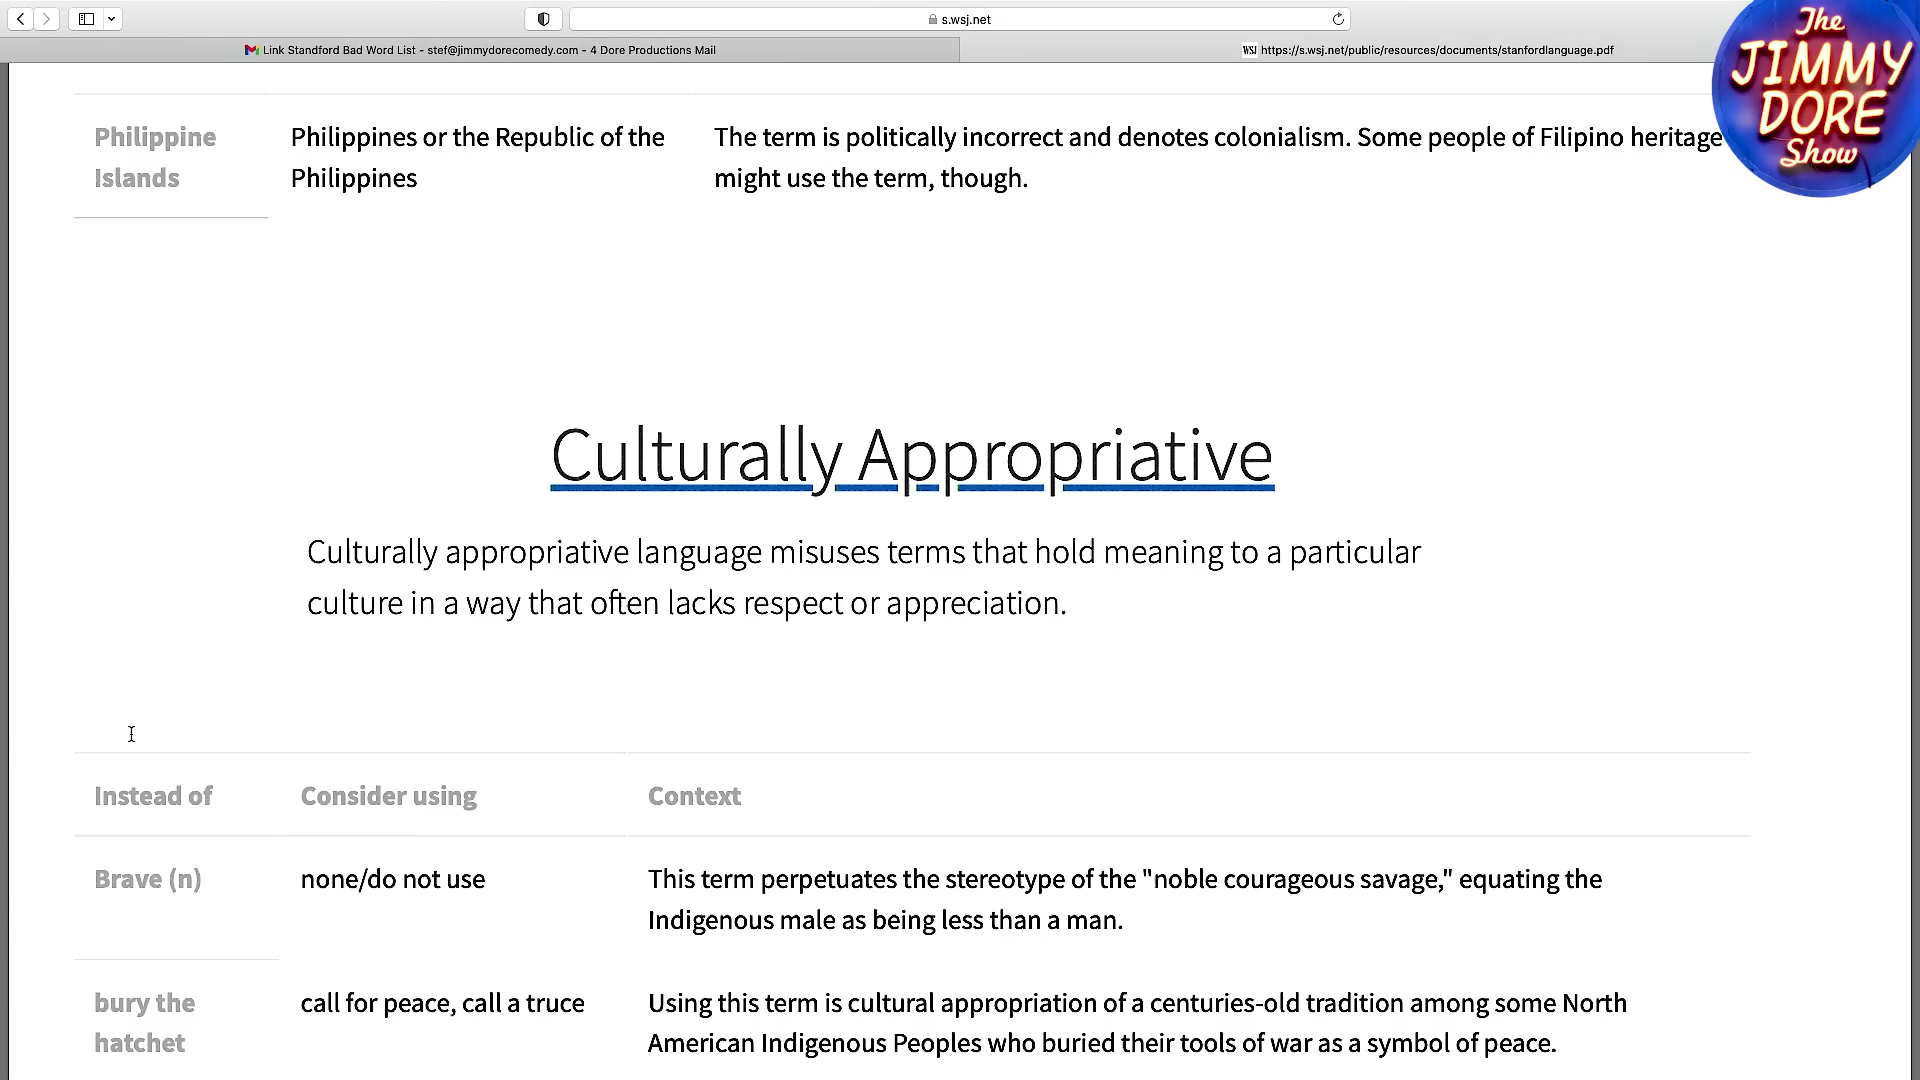 s.wsj.net
Link Standford Bad Word List - stef@jimmydorecomedy.com - 4 Dore Productions Mail
WSJ https://s.wsj.net/public/resources/documents/stanfordlanguage.pdf
The
JIMMY
DORE
Show
Philippine
Islands
Philippines or the Republic of the
Philippines
The term is politically incorrect and denotes colonialism. Some people of Filipino heritage
might use the term, though.
Culturally Appropriative
Culturally appropriative language misuses terms that hold meaning to a particular
culture in a way that often lacks respect or appreciation.
Instead of
Consider using
Context
Brave (n)
none/do not use
This term perpetuates the stereotype of the "noble courageous savage," equating the
Indigenous male as being less than a man.
bury the
hatchet
call for peace, call a truce
Using this term is cultural appropriation of a centuries-old tradition among some North
American Indigenous Peoples who buried their tools of war as a symbol of peace.